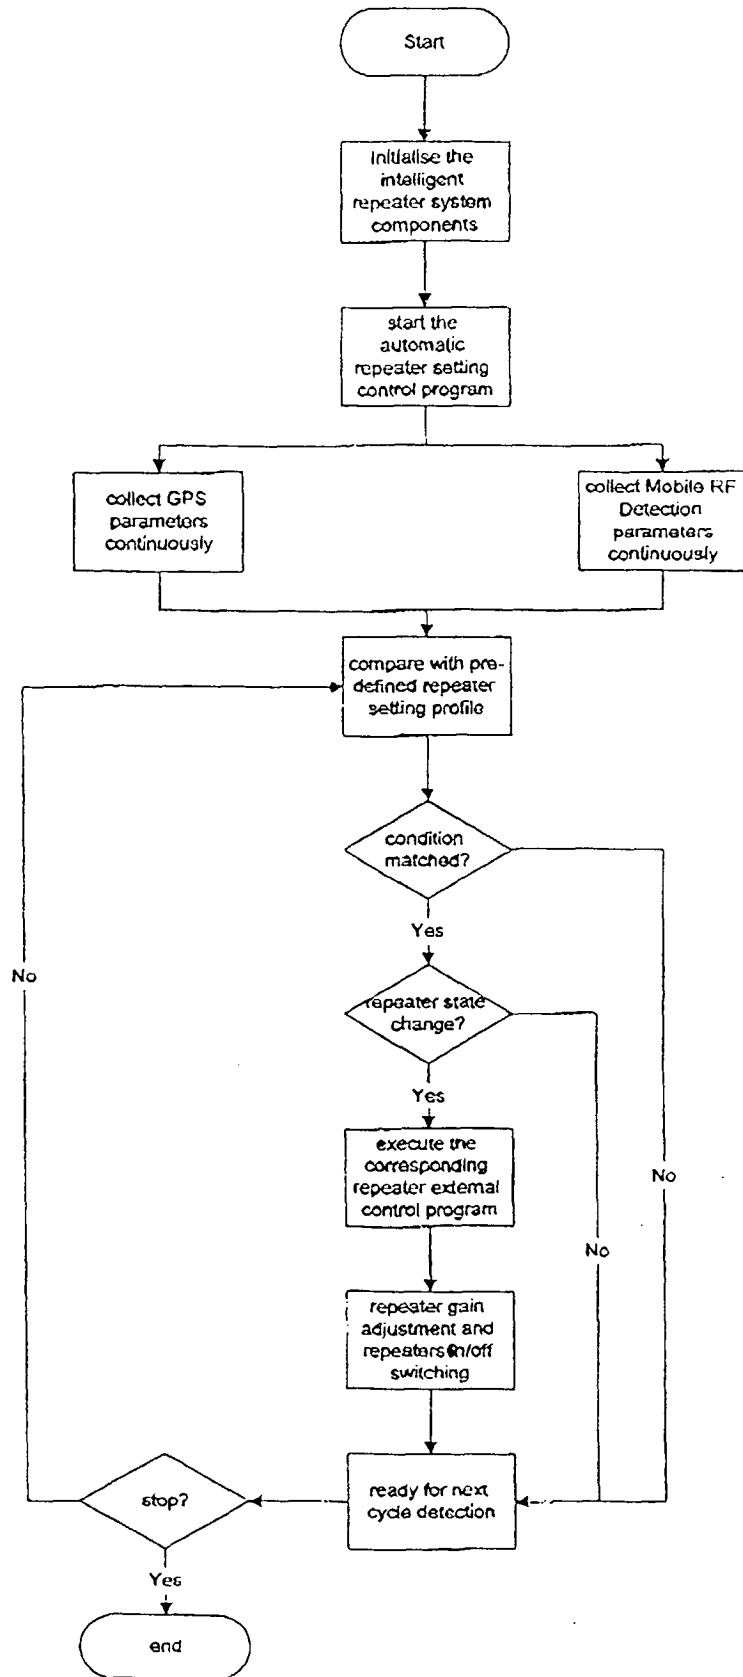 Start
Initialise the
intelligent
repeater system
components
start the
automatic
repeater setting
control program
collect GPS
parameters
continuously
collect Mobile RF
Detection
parameters
continuously
compare with pre-
defined repeater
setting profile
condition
matched?
Yes
No
repeater state
change?
Yes
execute the
corresponding
repeater external
control program
No
No
repeater gain
adjustment and
repeaters on/off
switching
stop?
ready for next
cycle detection
Yes
end